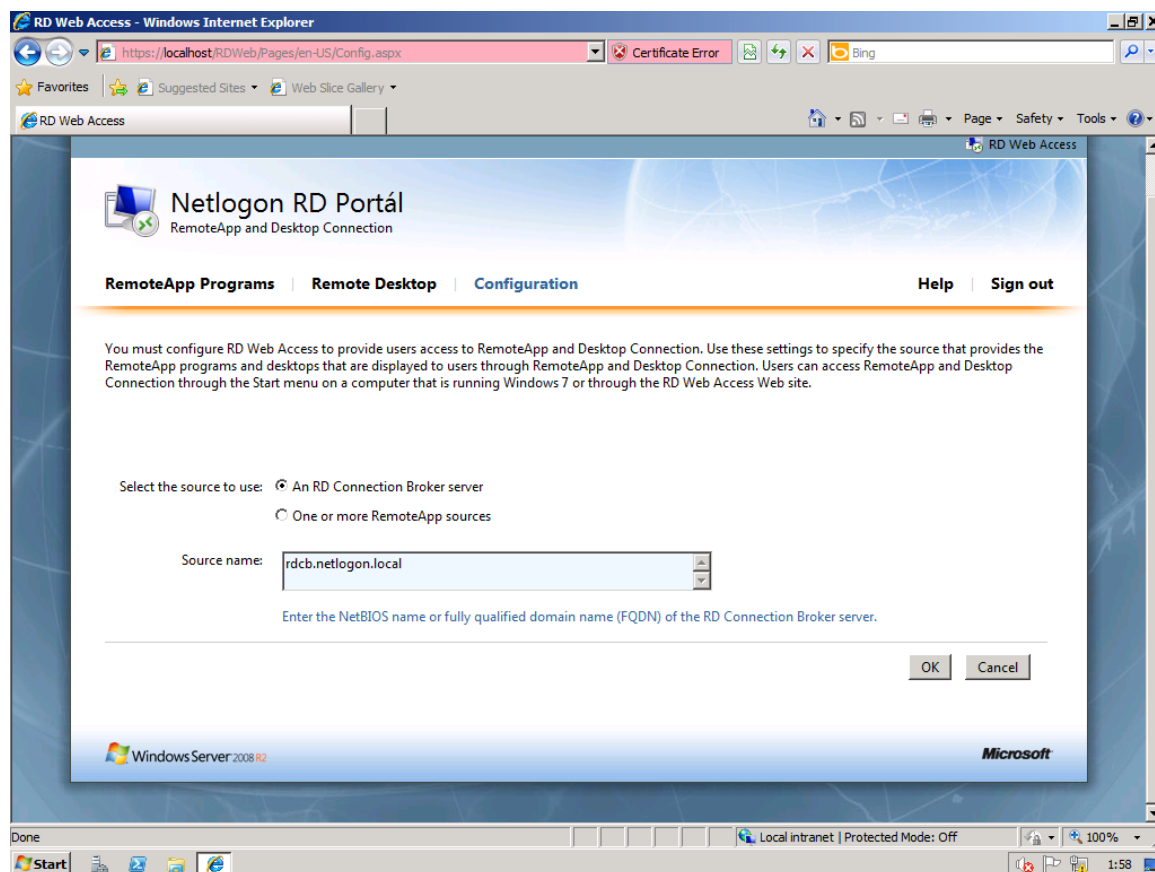 RD Web Access - Windows Internet Explorer
https://localhost/RDWeb/Pages/en-US/Config.aspx
Certificate Error
Bing
Favorites
Suggested Sites
Web Slice Gallery
RD Web Access
Page
Safety
Tools
RD Web Access
Netlogon RD Portál
RemoteApp and Desktop Connection
RemoteApp Programs | Remote Desktop | Configuration
Help | Sign out
You must configure RD Web Access to provide users access to RemoteApp and Desktop Connection. Use these settings to specify the source that provides the
RemoteApp programs and desktops that are displayed to users through RemoteApp and Desktop Connection. Users can access RemoteApp and Desktop
Connection through the Start menu on a computer that is running Windows 7 or through the RD Web Access Web site.
Select the source to use:
An RD Connection Broker server
One or more RemoteApp sources
Source name:
rdcb.netlogon.local
Enter the NetBIOS name or fully qualified domain name (FQDN) of the RD Connection Broker server.
OK
Cancel
Windows Server 2008 R2
Microsoft
Done
Local intranet | Protected Mode: Off
100%
Start
1:58